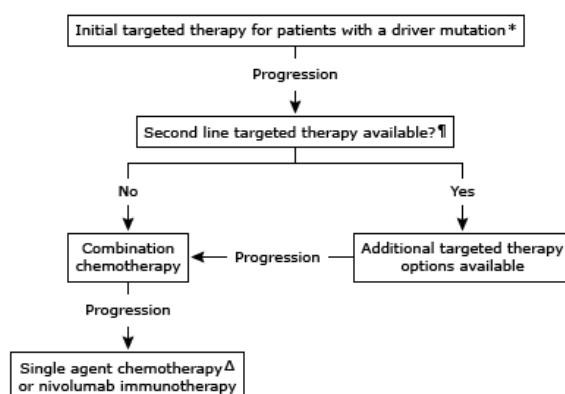 Initial targeted therapy for patients with a driver mutation*
Progression
Second line targeted therapy available?¶
No
Yes
Combination
chemotherapy
Progression
Additional targeted therapy
options available
Progression
Single agent chemotherapyΔ
or nivolumab immunotherapy